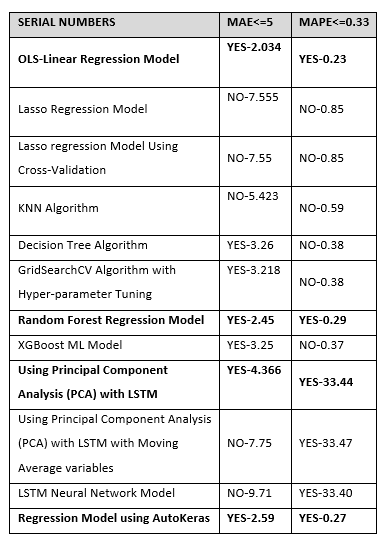 SERIAL NUMBERS MAE<=5 MAPE<=0.33
OLS-Linear Regression Model YES-2.034 YES-0.23
Lasso Regression Model NO-7.555 NO-0.85
Lasso regression Model Using
Cross-Validation NO-7.55 NO-0.85
KNN Algorithm NO-5.423 NO-0.59
Decision Tree Algorithm YES-3.26 NO-0.38
GridSearchCV Algorithm with
Hyper-parameter Tuning YES-3.218 NO-0.38
Random Forest Regression Model YES-2.45 YES-0.29
XGBoost ML Model YES-3.25 NO-0.37
Using Principal Component
Analysis (PCA) with LSTM YES-4.366 YES-33.44
Using Principal Component Analysis
(PCA) with LSTM with Moving
Average variables NO-7.75 YES-33.47
LSTM Neural Network Model NO-9.71 YES-33.40
Regression Model using AutoKeras YES-2.59 YES-0.27